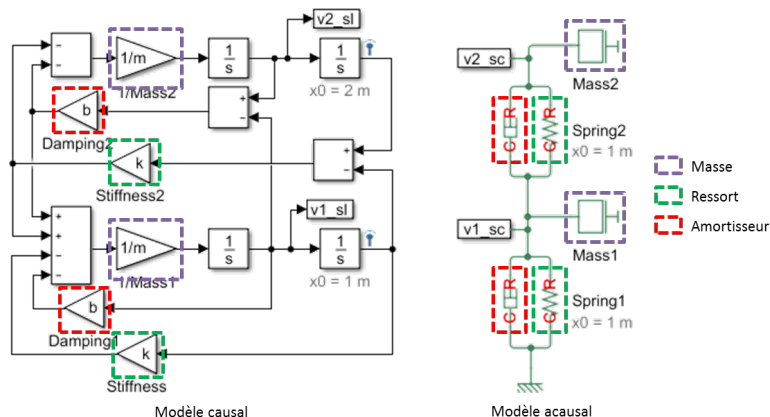 v2_sl
−
−
1/m
1/Mass2
1
s
1
s
x0 = 2 m
b
Damping2
+
−
k
Stiffness2
+
−
v1_sl
+
+
−
−
1/m
1/Mass1
1
s
1
s
x0 = 1 m
b
Damping1
k
Stiffness
Modèle causal
v2_sc
Mass2
R
R
C
C
Spring2
x0 = 1 m
v1_sc
Mass1
R
R
C
C
Spring1
x0 = 1 m
Modèle acausal
Masse
Ressort
Amortisseur